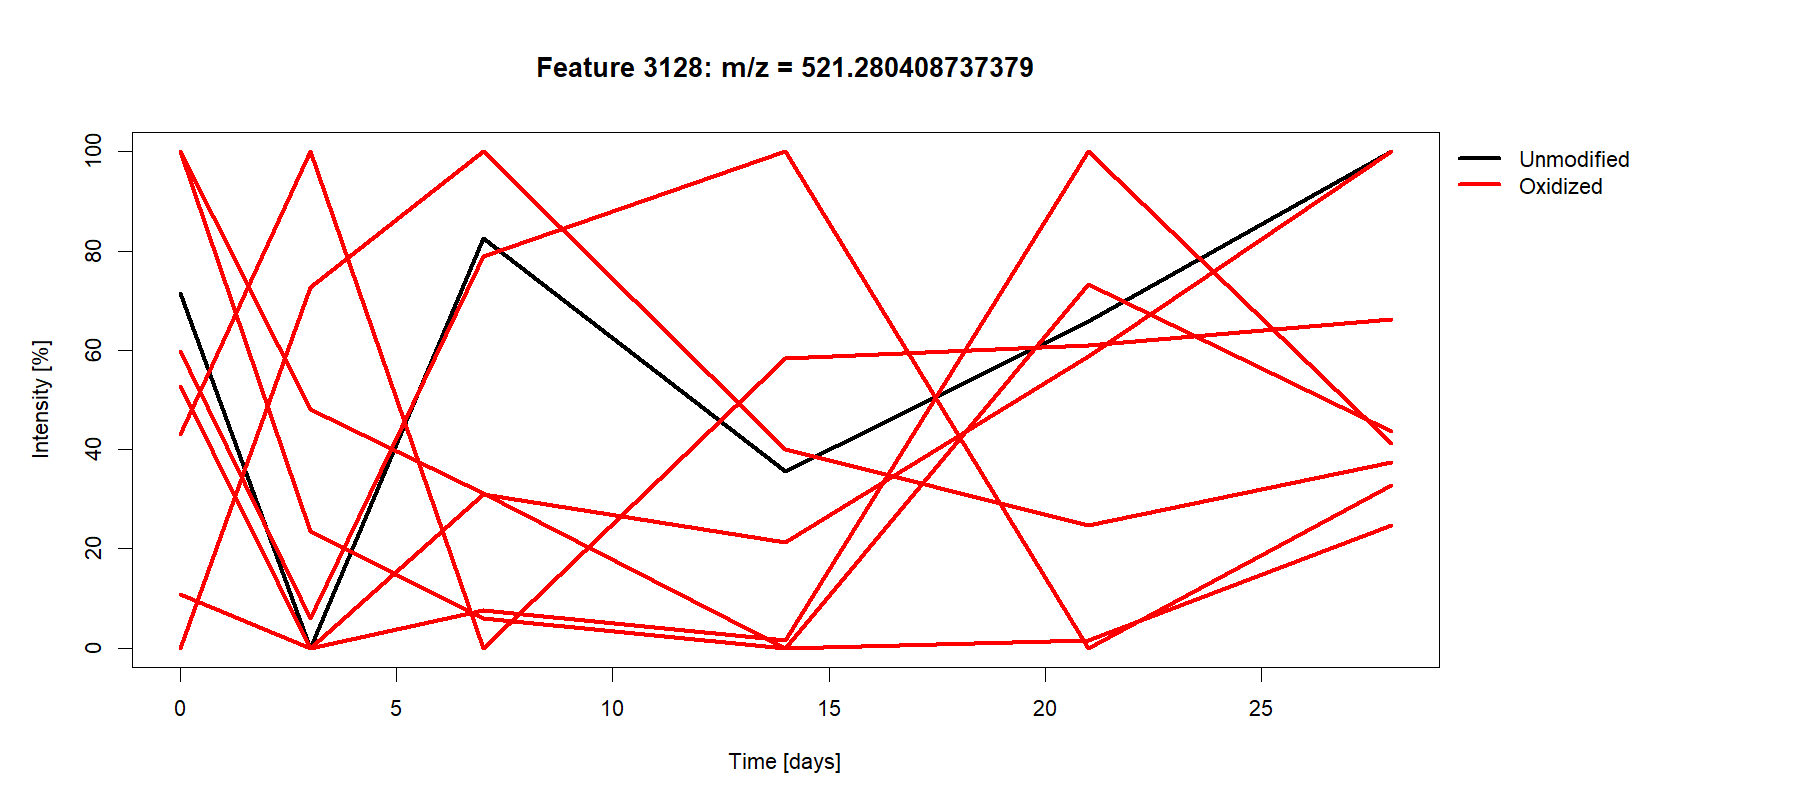 Feature 3128: m/z = 521.280408737379
Unmodified
Oxidized
Intensity [%]
100
80
60
40
20
0
0 5 10 15 20 25
Time [days]